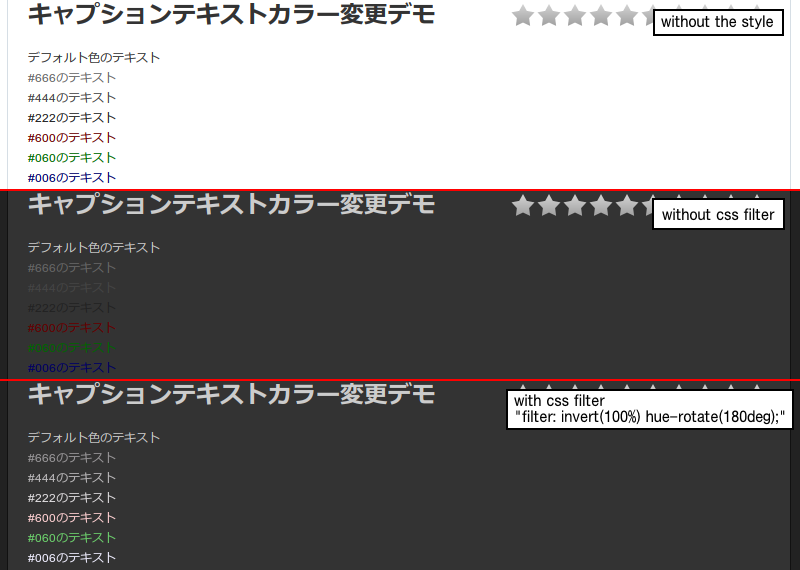 キャプションテキストカラー変更デモ
without the style
デフォルト色のテキスト
#666のテキスト
#444のテキスト
#222のテキスト
#600のテキスト
#060のテキスト
#006のテキスト
キャプションテキストカラー変更デモ
without css filter
デフォルト色のテキスト
#666のテキスト
#444のテキスト
#222のテキスト
#600のテキスト
#060のテキスト
#006のテキスト
キャプションテキストカラー変更デモ
with css filter
"filter: invert(100%) hue-rotate(180deg);"
デフォルト色のテキスト
#666のテキスト
#444のテキスト
#222のテキスト
#600のテキスト
#060のテキスト
#006のテキスト